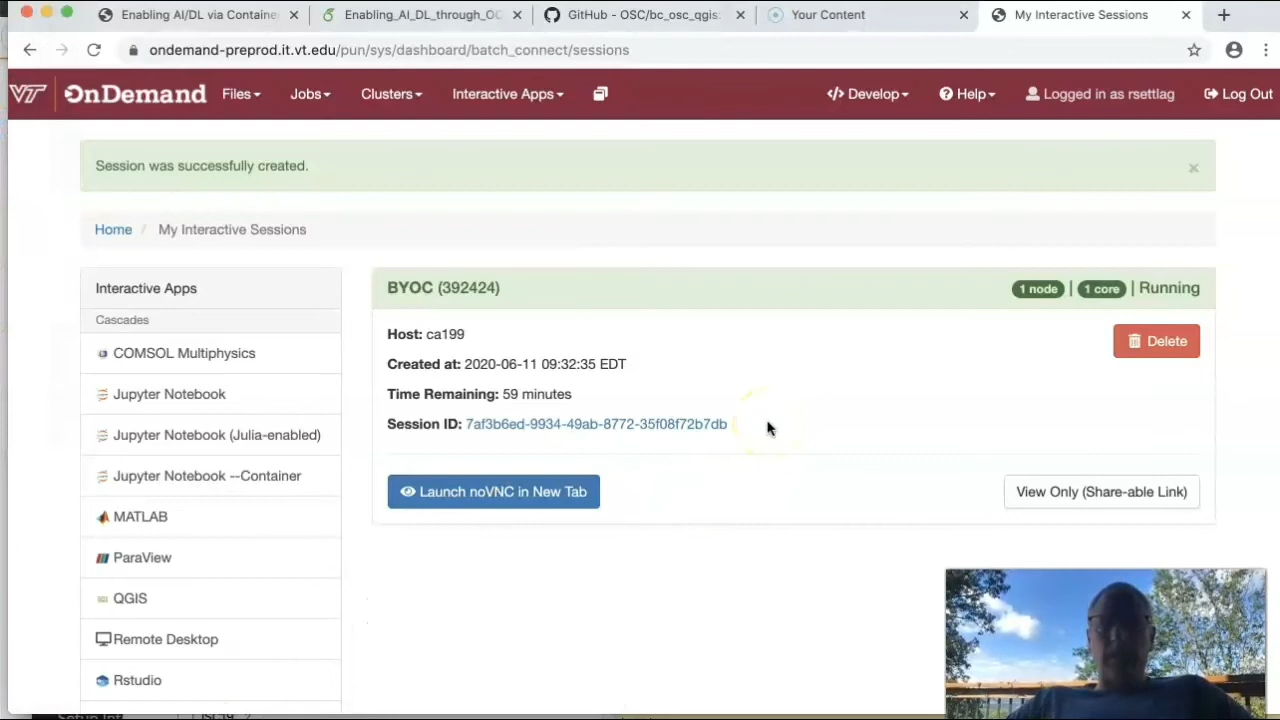 Enabling AI/DL via Containe
Enabling_AI_DL_through_OO
GitHub - OSC/bc_osc_qgis:
Your Content
My Interactive Sessions
ondemand-preprod.it.vt.edu/pun/sys/dashboard/batch_connect/sessions
VT OnDemand Files Jobs Clusters Interactive Apps </> Develop Help Logged in as rsettlag Log Out
Session was successfully created. ×
Home / My Interactive Sessions
Interactive Apps
Cascades
COMSOL Multiphysics
Jupyter Notebook
Jupyter Notebook (Julia-enabled)
Jupyter Notebook --Container
MATLAB
ParaView
QGIS
Remote Desktop
Rstudio
BYOC (392424) 1 node | 1 core | Running
Host: ca199
Delete
Created at: 2020-06-11 09:32:35 EDT
Time Remaining: 59 minutes
Session ID: 7af3b6ed-9934-49ab-8772-35f08f72b7db
Launch noVNC in New Tab
View Only (Share-able Link)